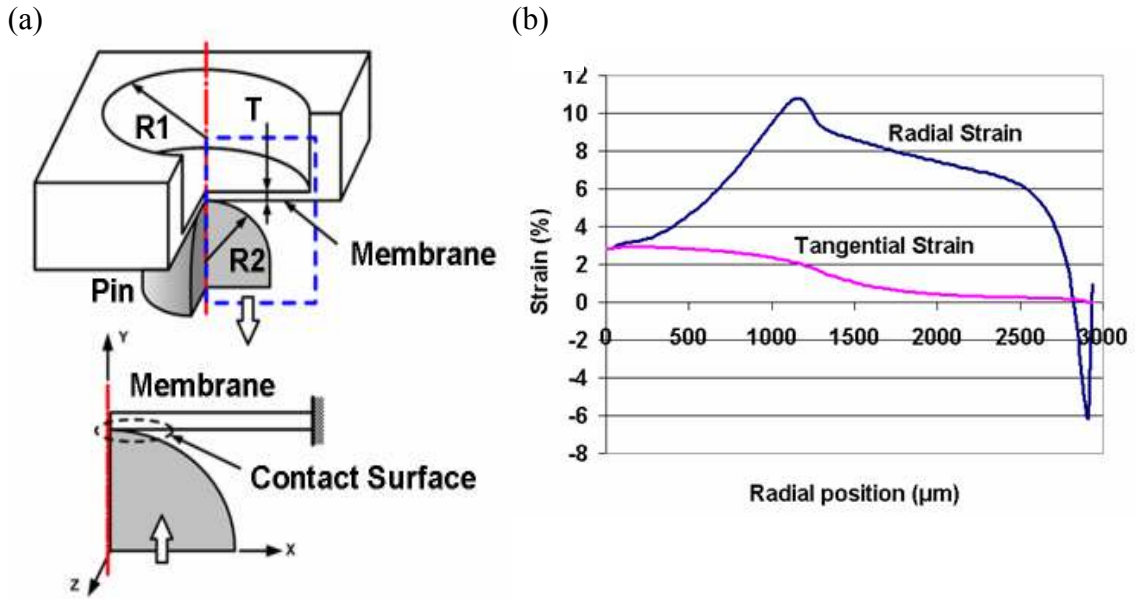 (a)
(b)
R1
T
R2
Membrane
Pin
Y
Membrane
Contact Surface
X
Z
12
10
8
6
4
2
0
-2
-4
-6
-8
Strain (%)
Radial Strain
Tangential Strain
0 500 1000 1500 2000 2500 3000
Radial position (µm)